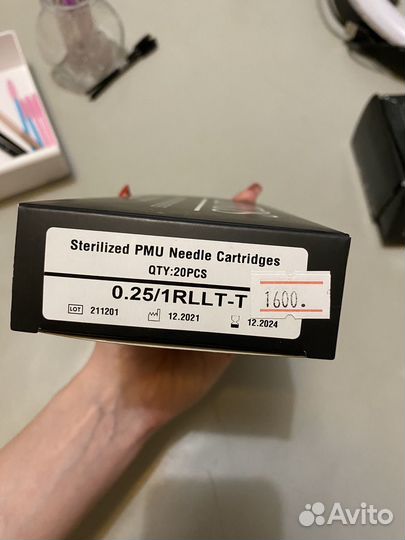 Sterilized PMU Needle Cartridges
QTY:20PCS
0.25/1RLLT-T
1600.
LOT 211201 12.2021 12.2024
Avito